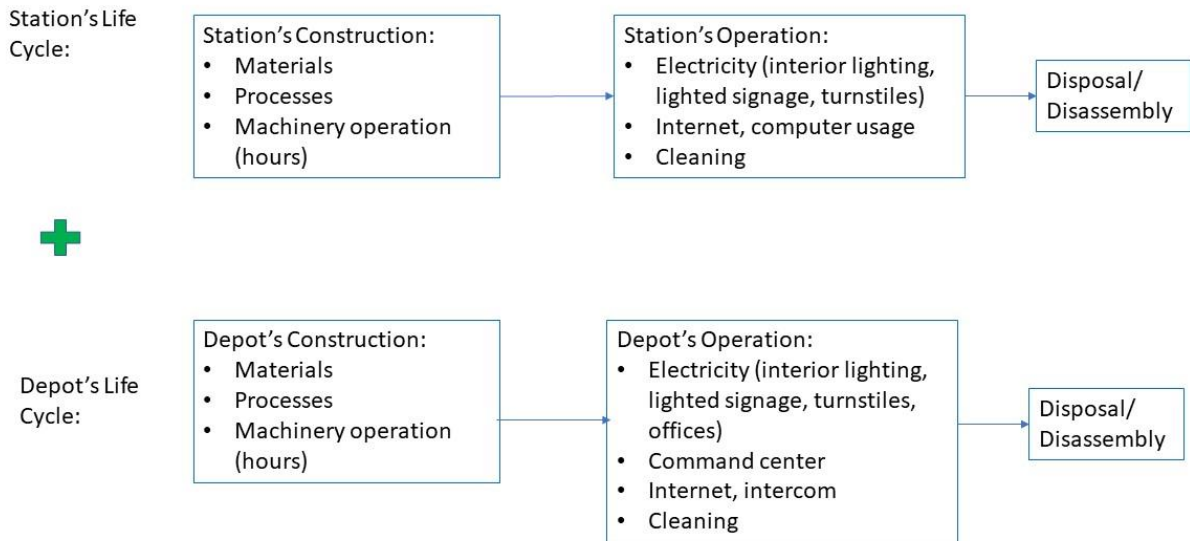 Station's Life
Cycle:
Station's Construction:
• Materials
• Processes
• Machinery operation
(hours)
Station's Operation:
• Electricity (interior lighting,
lighted signage, turnstiles)
• Internet, computer usage
• Cleaning
Disposal/
Disassembly
Depot's Life
Cycle:
Depot's Construction:
• Materials
• Processes
• Machinery operation
(hours)
Depot's Operation:
• Electricity (interior lighting,
lighted signage, turnstiles,
offices)
• Command center
• Internet, intercom
• Cleaning
Disposal/
Disassembly